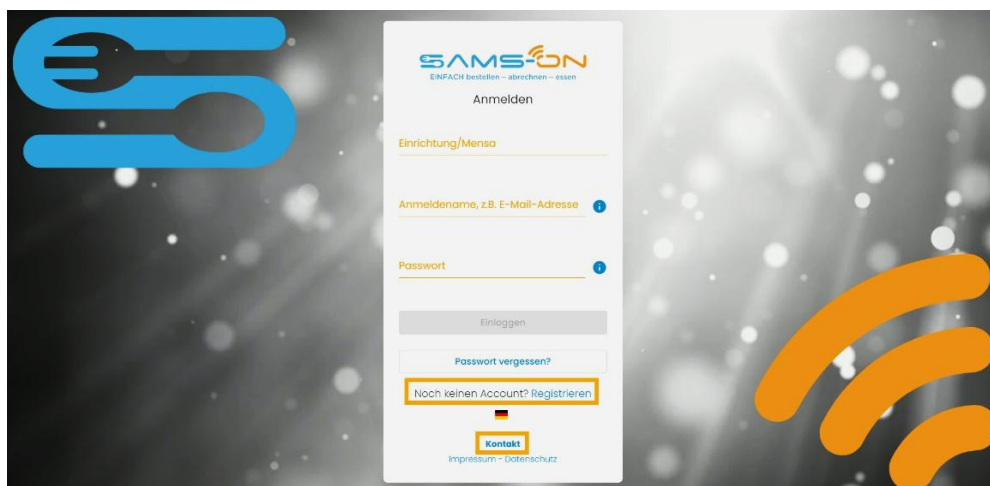 SAMS-ON
EINFACH bestellen – abrechnen – essen
Anmelden
Einrichtung/Mensa
Anmeldename, z.B. E-Mail-Adresse
Passwort
Einloggen
Passwort vergessen?
Noch keinen Account? Registrieren
Kontakt
Impressum - Datenschutz